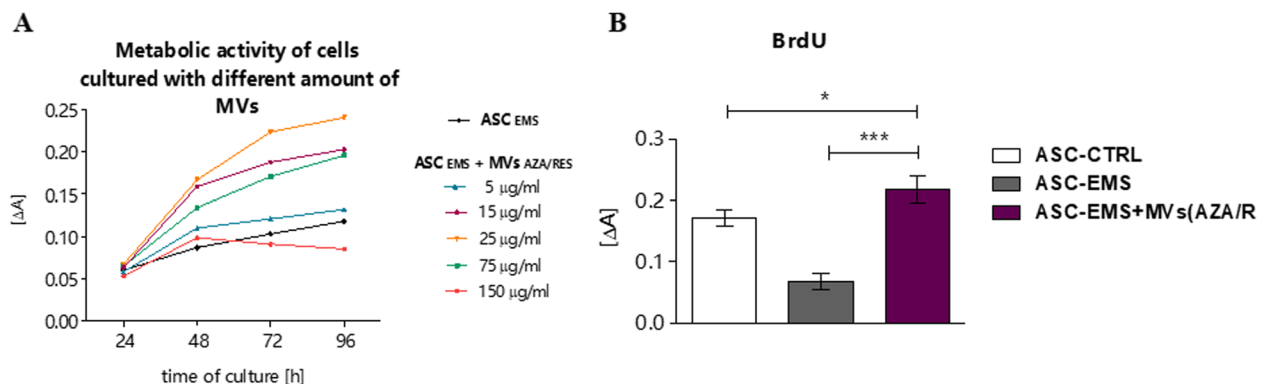 A
Metabolic activity of cells
cultured with different amount of
MVs
[ΔA]
0.25
0.20
0.15
0.10
0.05
0.00
24 48 72 96
time of culture [h]
ASC EMS
ASC EMS + MVs AZA/RES
5 µg/ml
15 µg/ml
25 µg/ml
75 µg/ml
150 µg/ml
B
BrdU
*
***
[ΔA]
0.3
0.2
0.1
0.0
ASC-CTRL
ASC-EMS
ASC-EMS+MVs(AZA/R